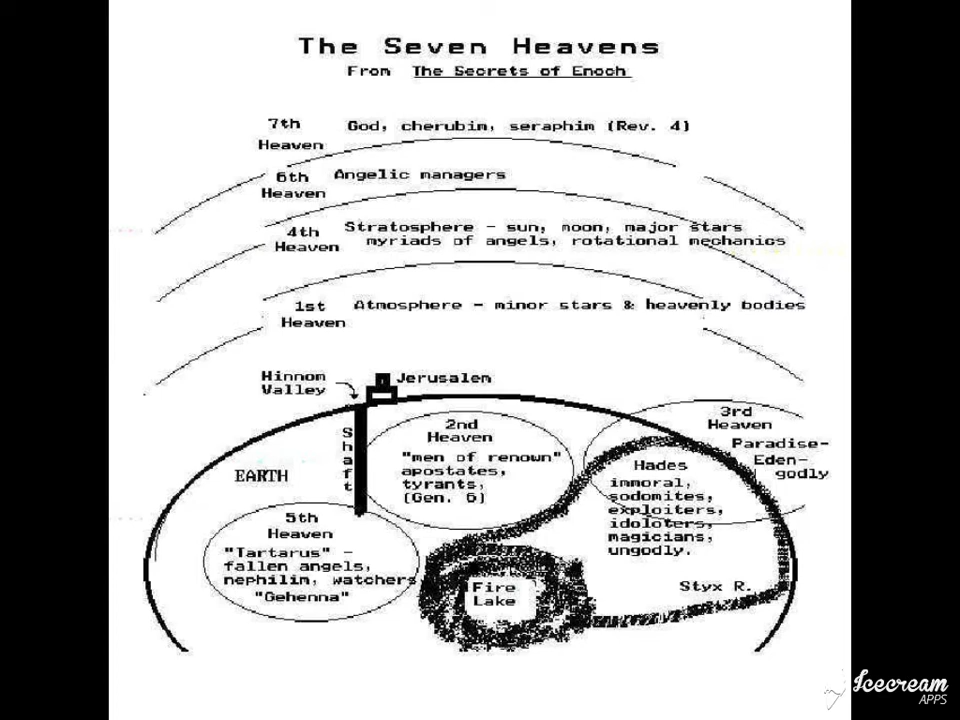 The Seven Heavens
From The Secrets of Enoch
7th Heaven
God, cherubim, seraphim (Rev. 4)
6th Heaven
Angelic managers
4th Heaven
Stratosphere - sun, moon, major stars
myriads of angels, rotational mechanics
1st Heaven
Atmosphere - minor stars & heavenly bodies
Hinnom
Valley
Jerusalem
Shaft
EARTH
2nd
Heaven
"men of renown"
apostates,
tyrants,
(Gen. 6)
3rd
Heaven
Paradise-
Eden-
godly
Hades
immoral,
sodomites,
exploiters,
idoloters,
magicians,
ungodly.
5th
Heaven
"Tartarus" -
fallen angels,
nephilim, watchers
"Gehenna"
Fire
Lake
Styx R.
Icecream
APPS